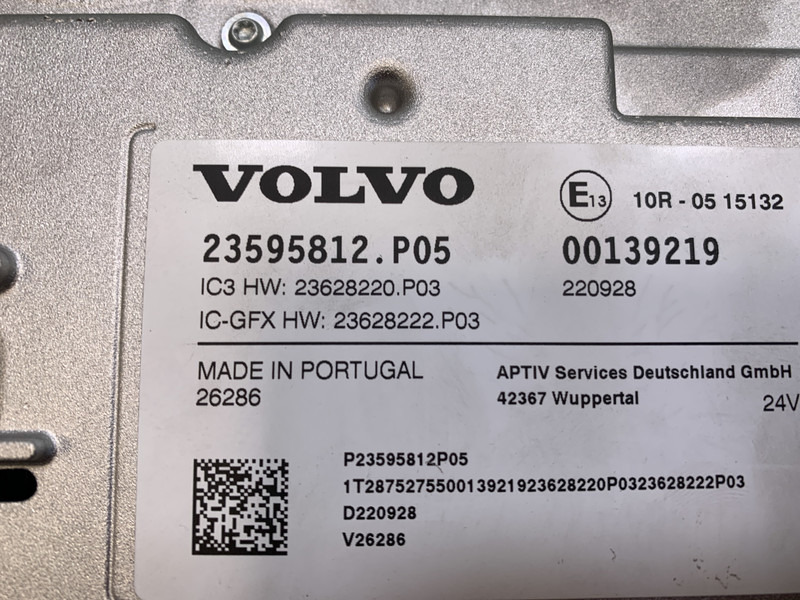 VOLVO
E13 10R - 05 15132
23595812.P05 00139219
IC3 HW: 23628220.P03 220928
IC-GFX HW: 23628222.P03
MADE IN PORTUGAL APTIV Services Deutschland GmbH
26286 42367 Wuppertal 24V
P23595812P05
1T287527550013921923628220P0323628222P03
D220928
V26286